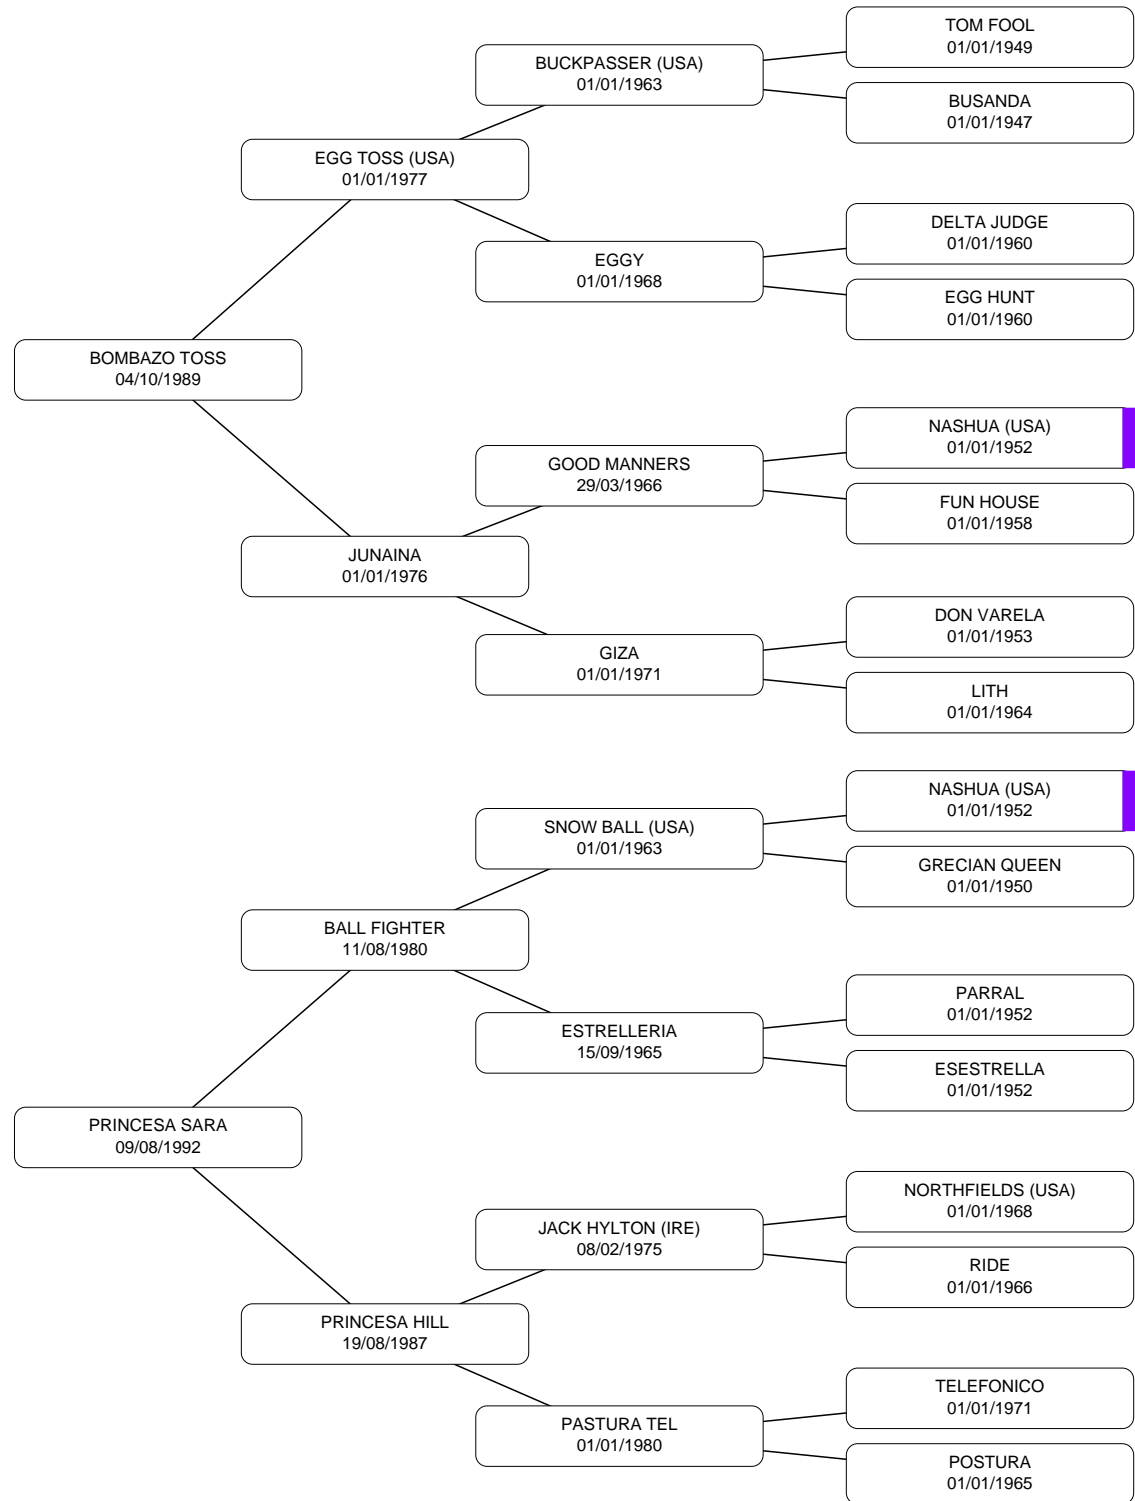 TOM FOOL
01/01/1949
BUCKPASSER (USA)
01/01/1963
BUSANDA
01/01/1947
EGG TOSS (USA)
01/01/1977
DELTA JUDGE
01/01/1960
EGGY
01/01/1968
EGG HUNT
01/01/1960
BOMBAZO TOSS
04/10/1989
NASHUA (USA)
01/01/1952
GOOD MANNERS
29/03/1966
FUN HOUSE
01/01/1958
JUNAINA
01/01/1976
DON VARELA
01/01/1953
GIZA
01/01/1971
LITH
01/01/1964
NASHUA (USA)
01/01/1952
SNOW BALL (USA)
01/01/1963
GRECIAN QUEEN
01/01/1950
BALL FIGHTER
11/08/1980
PARRAL
01/01/1952
ESTRELLERIA
15/09/1965
ESESTRELLA
01/01/1952
PRINCESA SARA
09/08/1992
NORTHFIELDS (USA)
01/01/1968
JACK HYLTON (IRE)
08/02/1975
RIDE
01/01/1966
PRINCESA HILL
19/08/1987
TELEFONICO
01/01/1971
PASTURA TEL
01/01/1980
POSTURA
01/01/1965